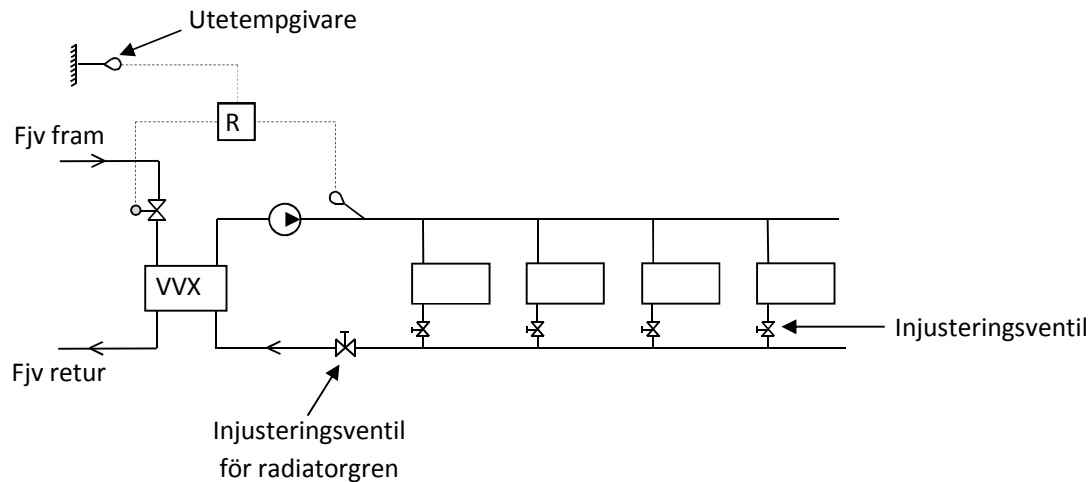 Utetempgivare
R
Fjv fram
VVX
Injusteringsventil
Fjv retur
Injusteringsventil
för radiatorgren